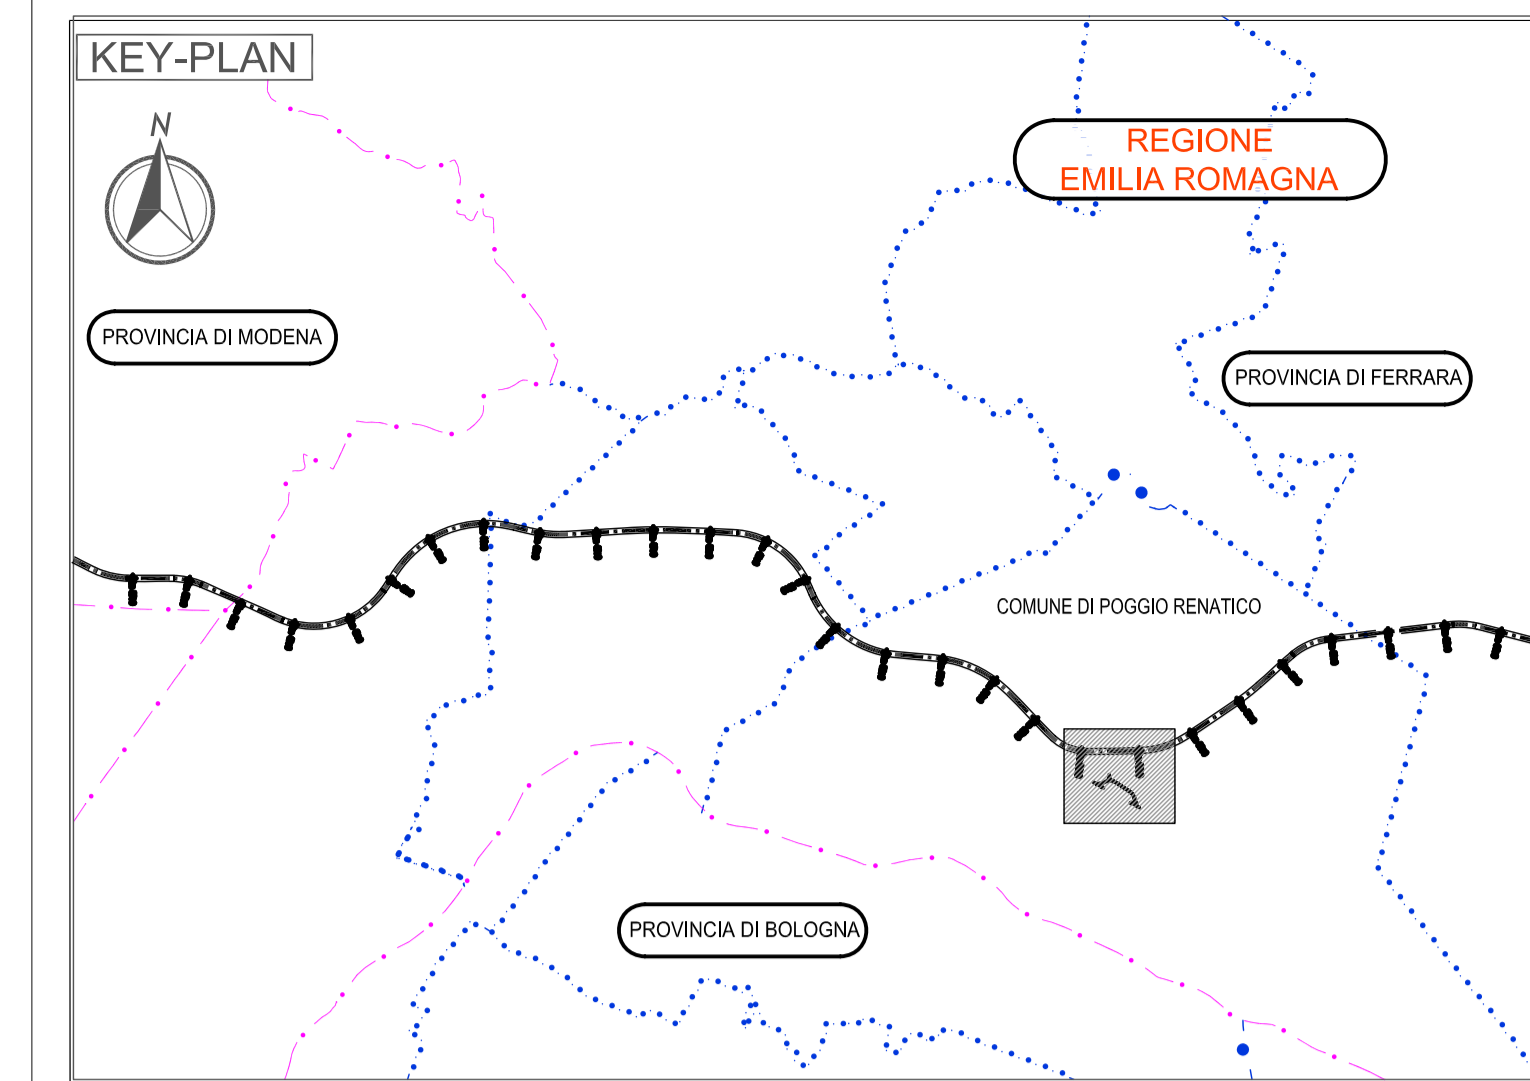 KEY-PLAN
N
REGIONE
EMILIA ROMAGNA
PROVINCIA DI MODENA
PROVINCIA DI FERRARA
COMUNE DI POGGIO RENATICO
PROVINCIA DI BOLOGNA